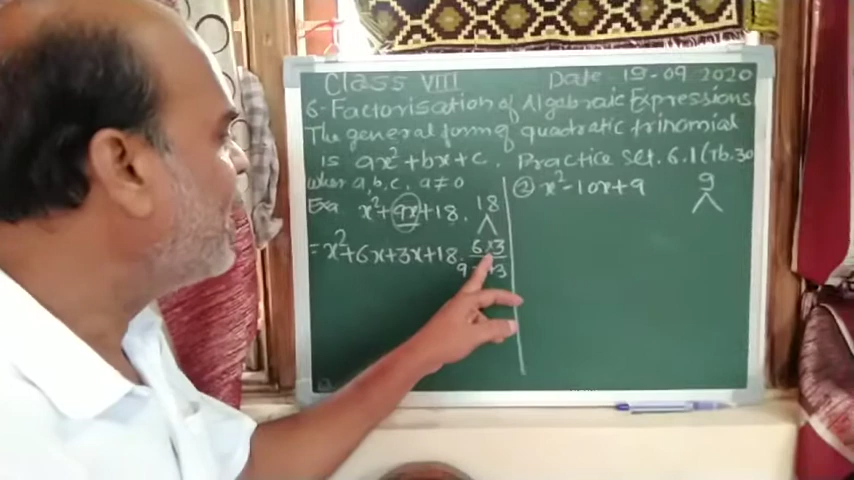 Class VIII Date - 19-09 2020
6-Factorisation of Algebraic Expressions
The general form of quadratic trinomial
is ax²+bx+c. Practice Set. 6.1(Tb.30
where a,b,c, a≠0
Exa x²+9x+18. 18
= x²+6x+3x+18. 6 3
② x²-10x+9 9